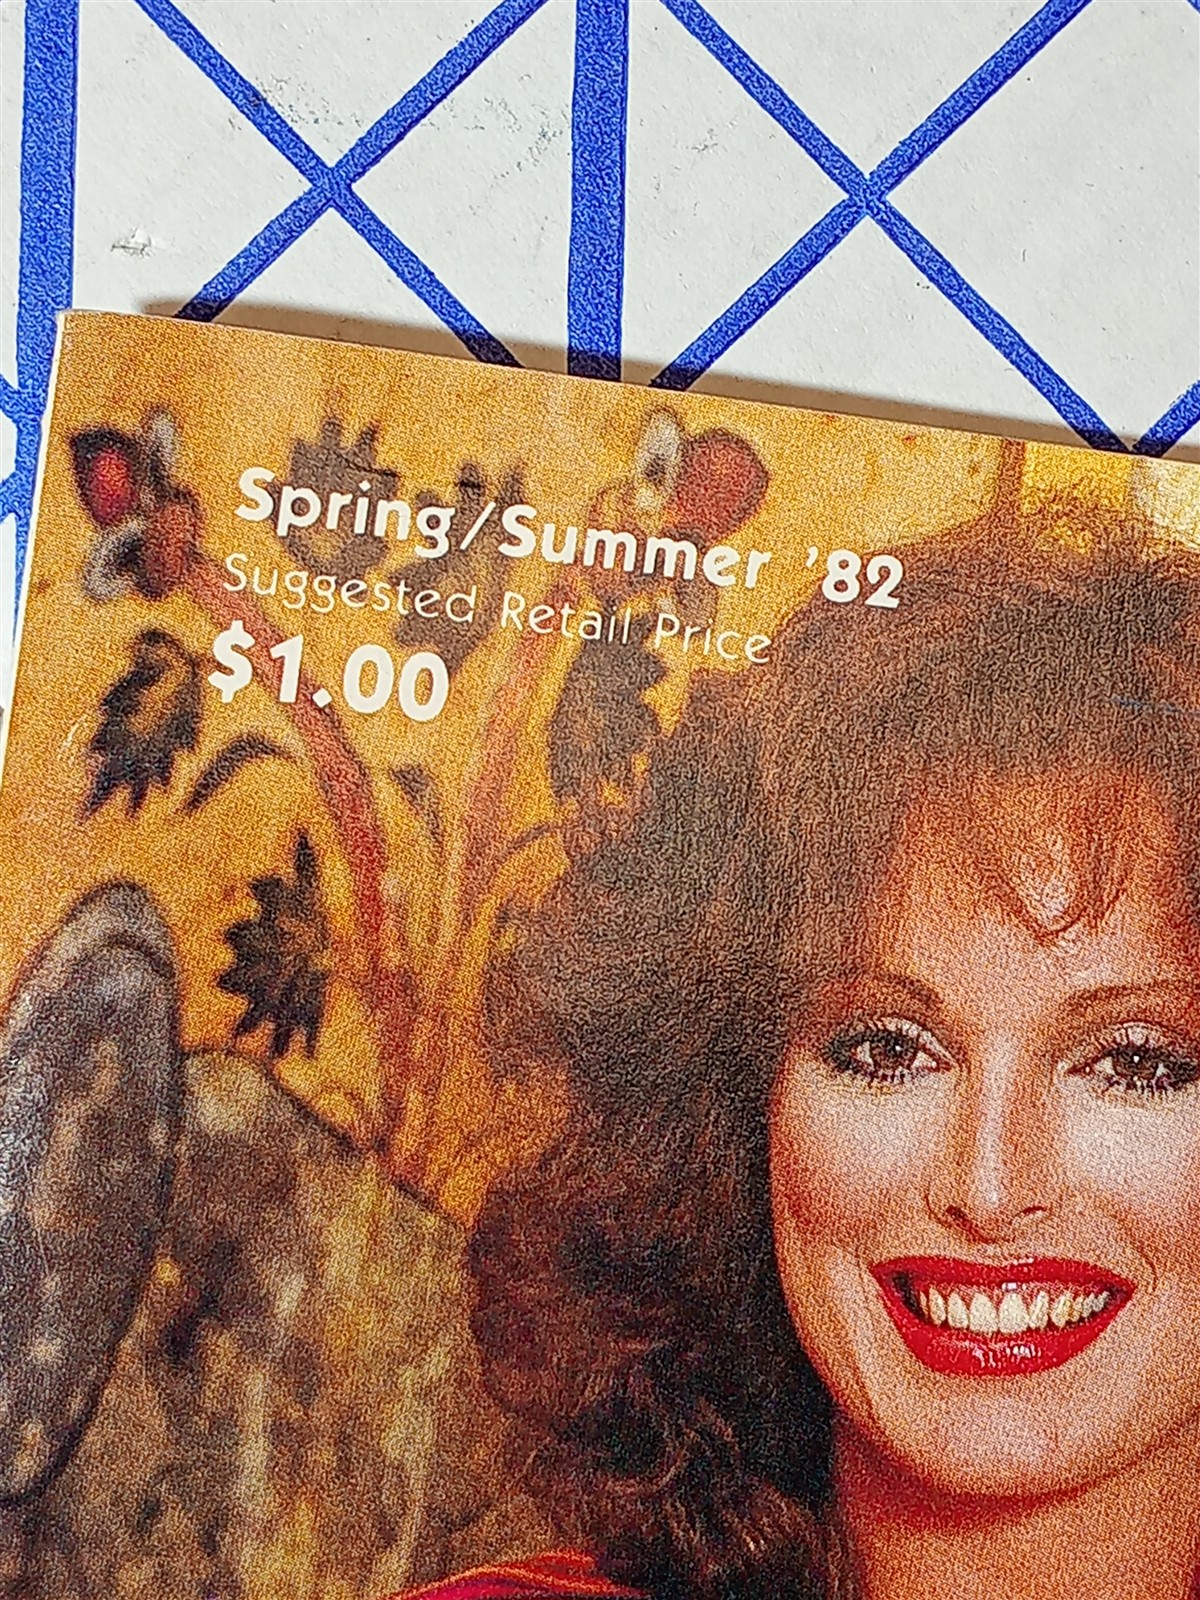 Spring/Summer '82
Suggested Retail Price
$1.00